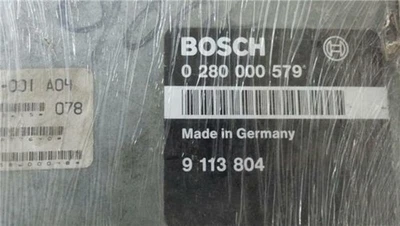 BOSCH
0 280 000 579
Made in Germany
9 113 804
-001 A04
078